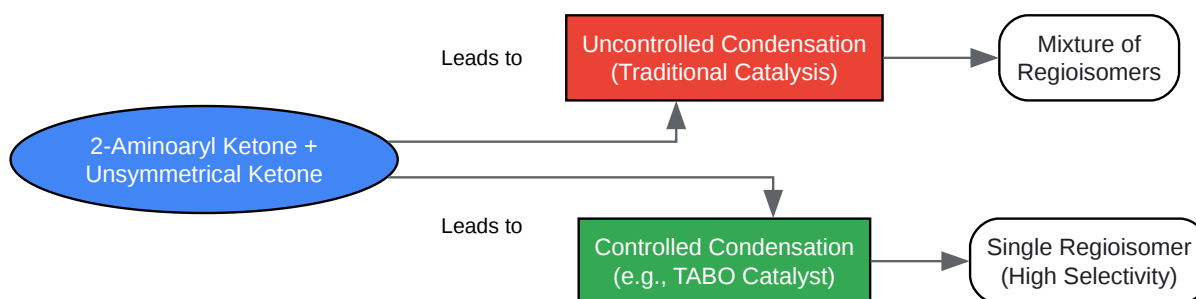 2-Aminoaryl Ketone +
Unsymmetrical Ketone
Leads to
Uncontrolled Condensation
(Traditional Catalysis)
Mixture of
Regioisomers
Leads to
Controlled Condensation
(e.g., TABO Catalyst)
Single Regioisomer
(High Selectivity)